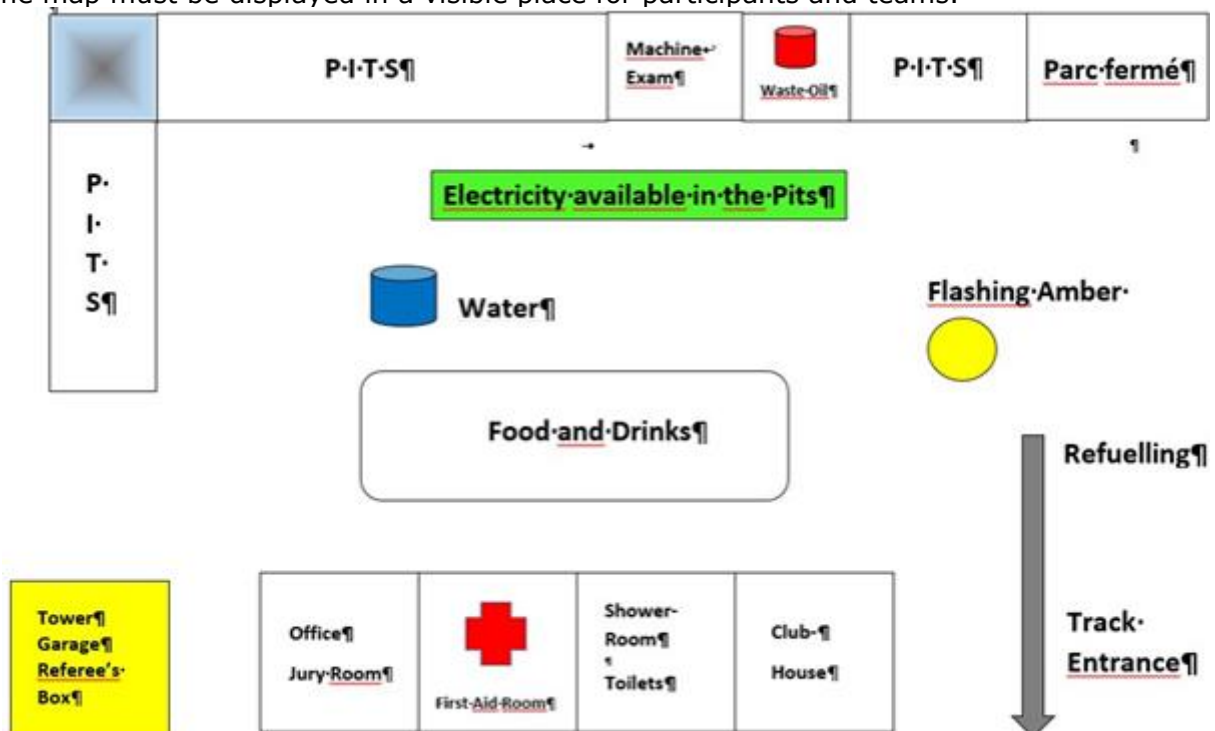 The map must be displayed in a visible place for participants and teams.
P·I·T·S¶
Machine↵
Exam¶
Waste·Oil¶
P·I·T·S¶
Parc·fermé¶
P·
I·
T·
S¶
Electricity·available·in·the·Pits¶
Water¶
Flashing·Amber·
Food·and·Drinks¶
Refuelling¶
Tower¶
Garage¶
Referee's·
Box¶
Office¶
Jury·Room¶
First·Aid·Room¶
Shower-
Room¶
¶
Toilets¶
Club-¶
House¶
Track·
Entrance¶